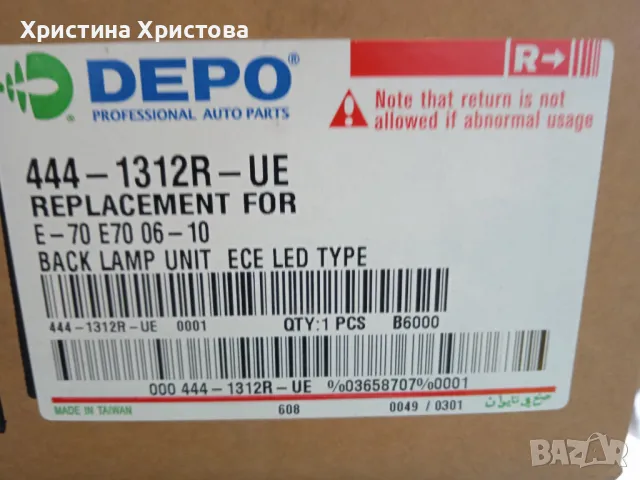 Христина Христова
DEPO®
PROFESSIONAL AUTO PARTS
R→
Note that return is not
allowed if abnormal usage
444-1312R-UE
REPLACEMENT FOR
E-70 E70 06-10
BACK LAMP UNIT ECE LED TYPE
444-1312R-UE 0001 QTY:1 PCS B6000
000 444-1312R-UE %03658707%0001
MADE IN TAIWAN 608 0049 / 0301 صنع في تايوان
BAZAR